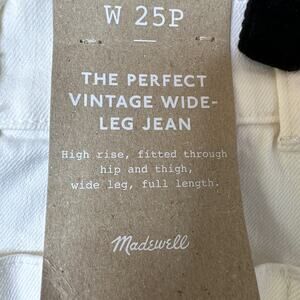 W 25P
THE PERFECT
VINTAGE WIDE-
LEG JEAN
High rise, fitted through
hip and thigh,
wide leg, full length.
Madewell